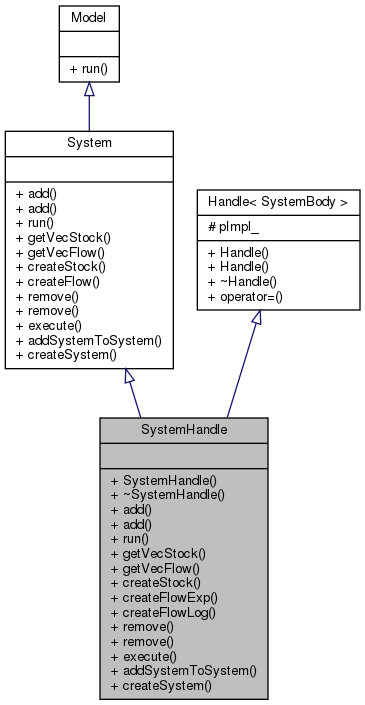 Model
+ run()
System
+ add()
+ add()
+ run()
+ getVecStock()
+ getVecFlow()
+ createStock()
+ createFlow()
+ remove()
+ remove()
+ execute()
+ addSystemToSystem()
+ createSystem()
Handle< SystemBody >
# pImpl_
+ Handle()
+ Handle()
+ ~Handle()
+ operator=()
SystemHandle
+ SystemHandle()
+ ~SystemHandle()
+ add()
+ add()
+ run()
+ getVecStock()
+ getVecFlow()
+ createStock()
+ createFlowExp()
+ createFlowLog()
+ remove()
+ remove()
+ execute()
+ addSystemToSystem()
+ createSystem()